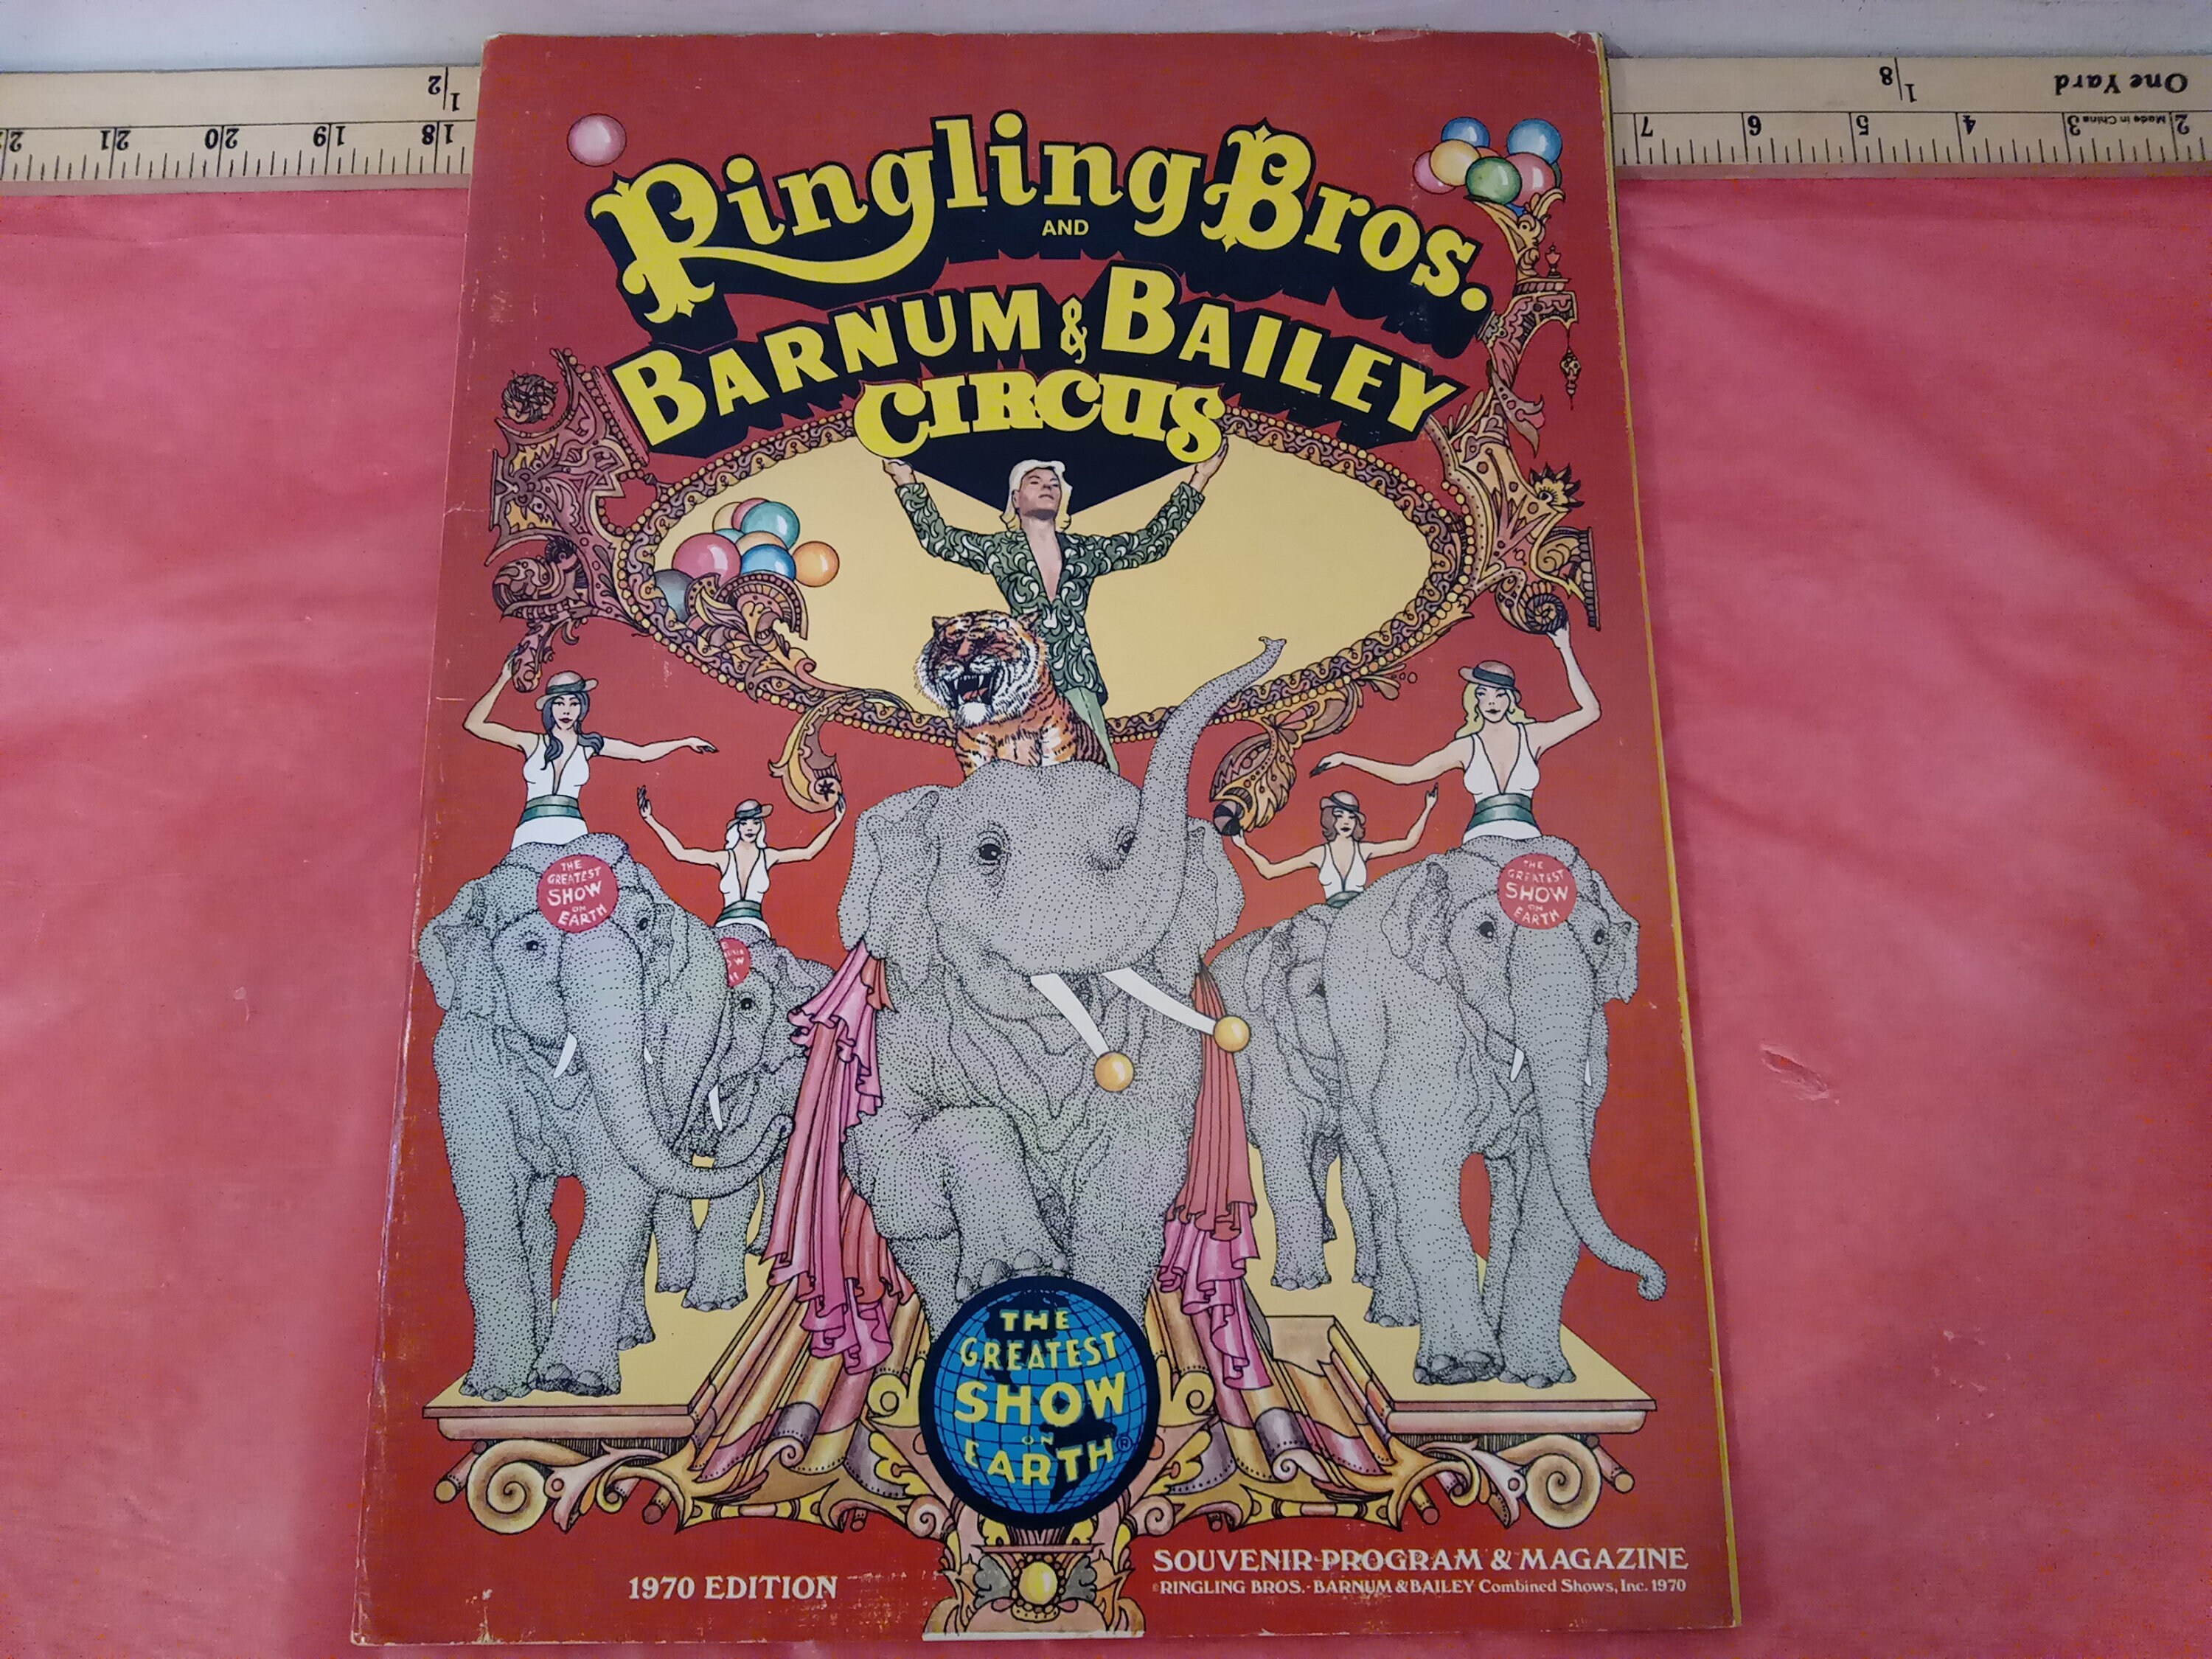 One Yard
1/8
1/2
Made in China
2 3 4 5 6 7
18 19 20 21
Ringling Bros.
AND
BARNUM & BAILEY
CIRCUS
THE
GREATEST
SHOW
ON
EARTH
THE
GREATEST
SHOW
ON
EARTH
THE
GREATEST
SHOW
ON
EARTH®
1970 EDITION
SOUVENIR PROGRAM & MAGAZINE
©RINGLING BROS.-BARNUM & BAILEY Combined Shows, Inc. 1970